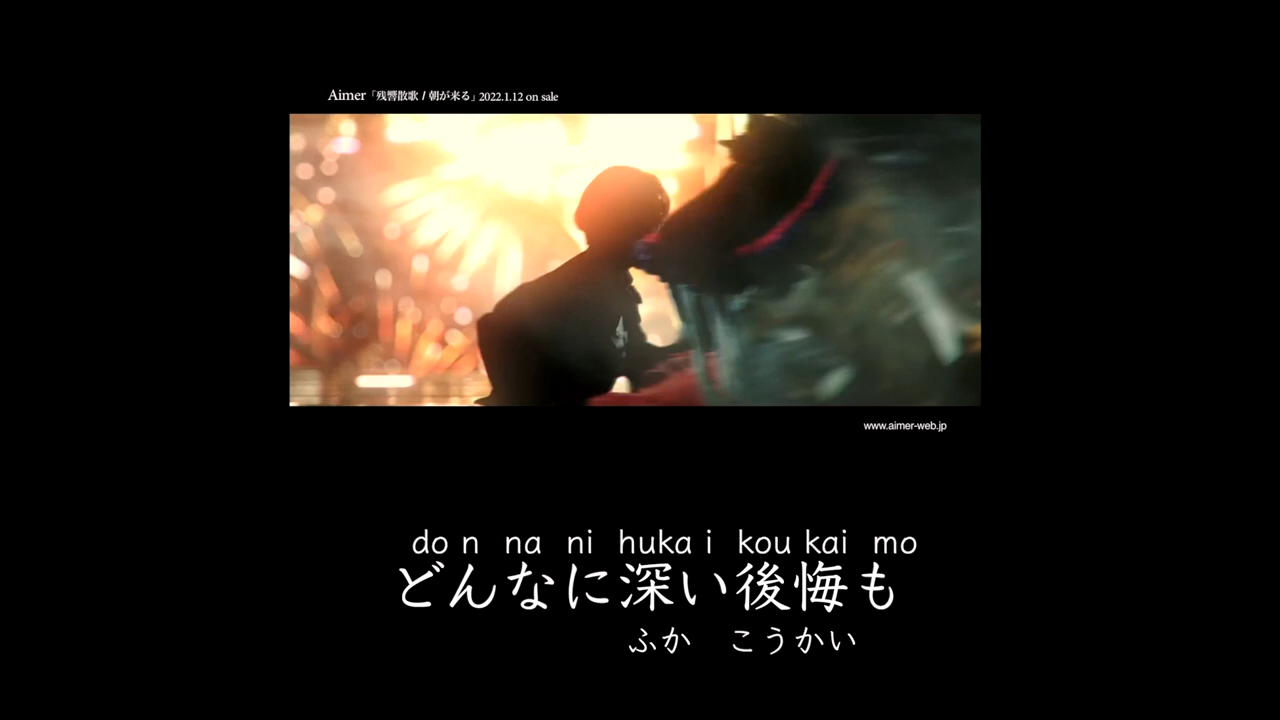 Aimer「残響散歌 / 朝が来る」2022.1.12 on sale
www.aimer-web.jp
do n na ni huka i kou kai mo
どんなに深い後悔も
ふか こうかい